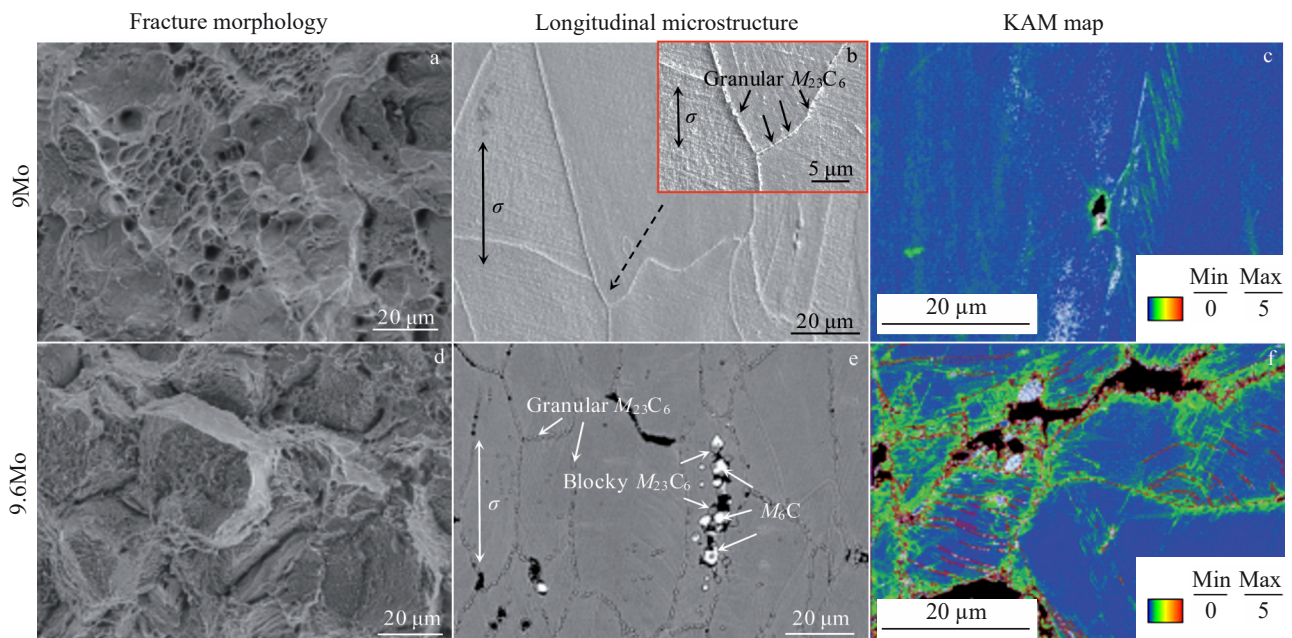 Fracture morphology
Longitudinal microstructure
KAM map
9Mo
a
20 μm
b
Granular M₂₃C₆
σ
5 μm
σ
20 μm
c
20 μm
Min Max
0 5
9.6Mo
d
20 μm
e
Granular M₂₃C₆
σ
Blocky M₂₃C₆
M₆C
20 μm
f
20 μm
Min Max
0 5